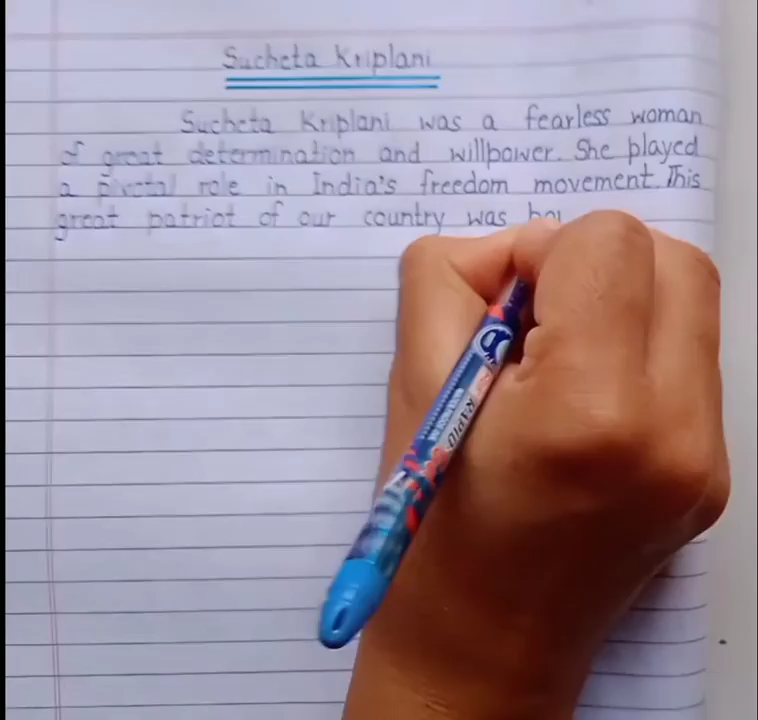 Sucheta Kriplani
Sucheta Kriplani was a fearless woman
of great determination and willpower. She played
a pivotal role in India's freedom movement. This
great patriot of our country was
RAPID